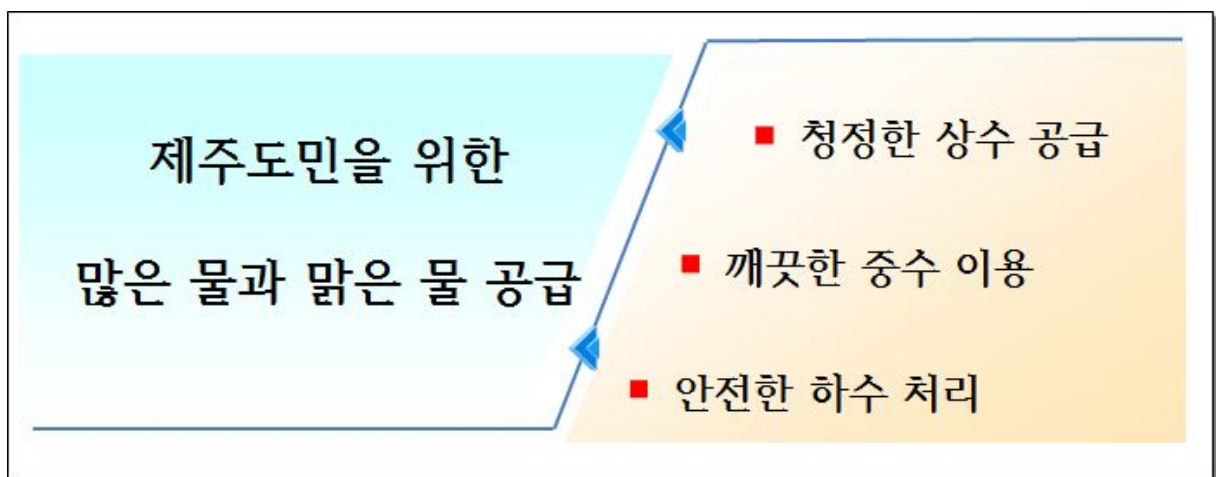 제주도민을 위한
많은 물과 맑은 물 공급
▪ 청정한 상수 공급
▪ 깨끗한 중수 이용
▪ 안전한 하수 처리